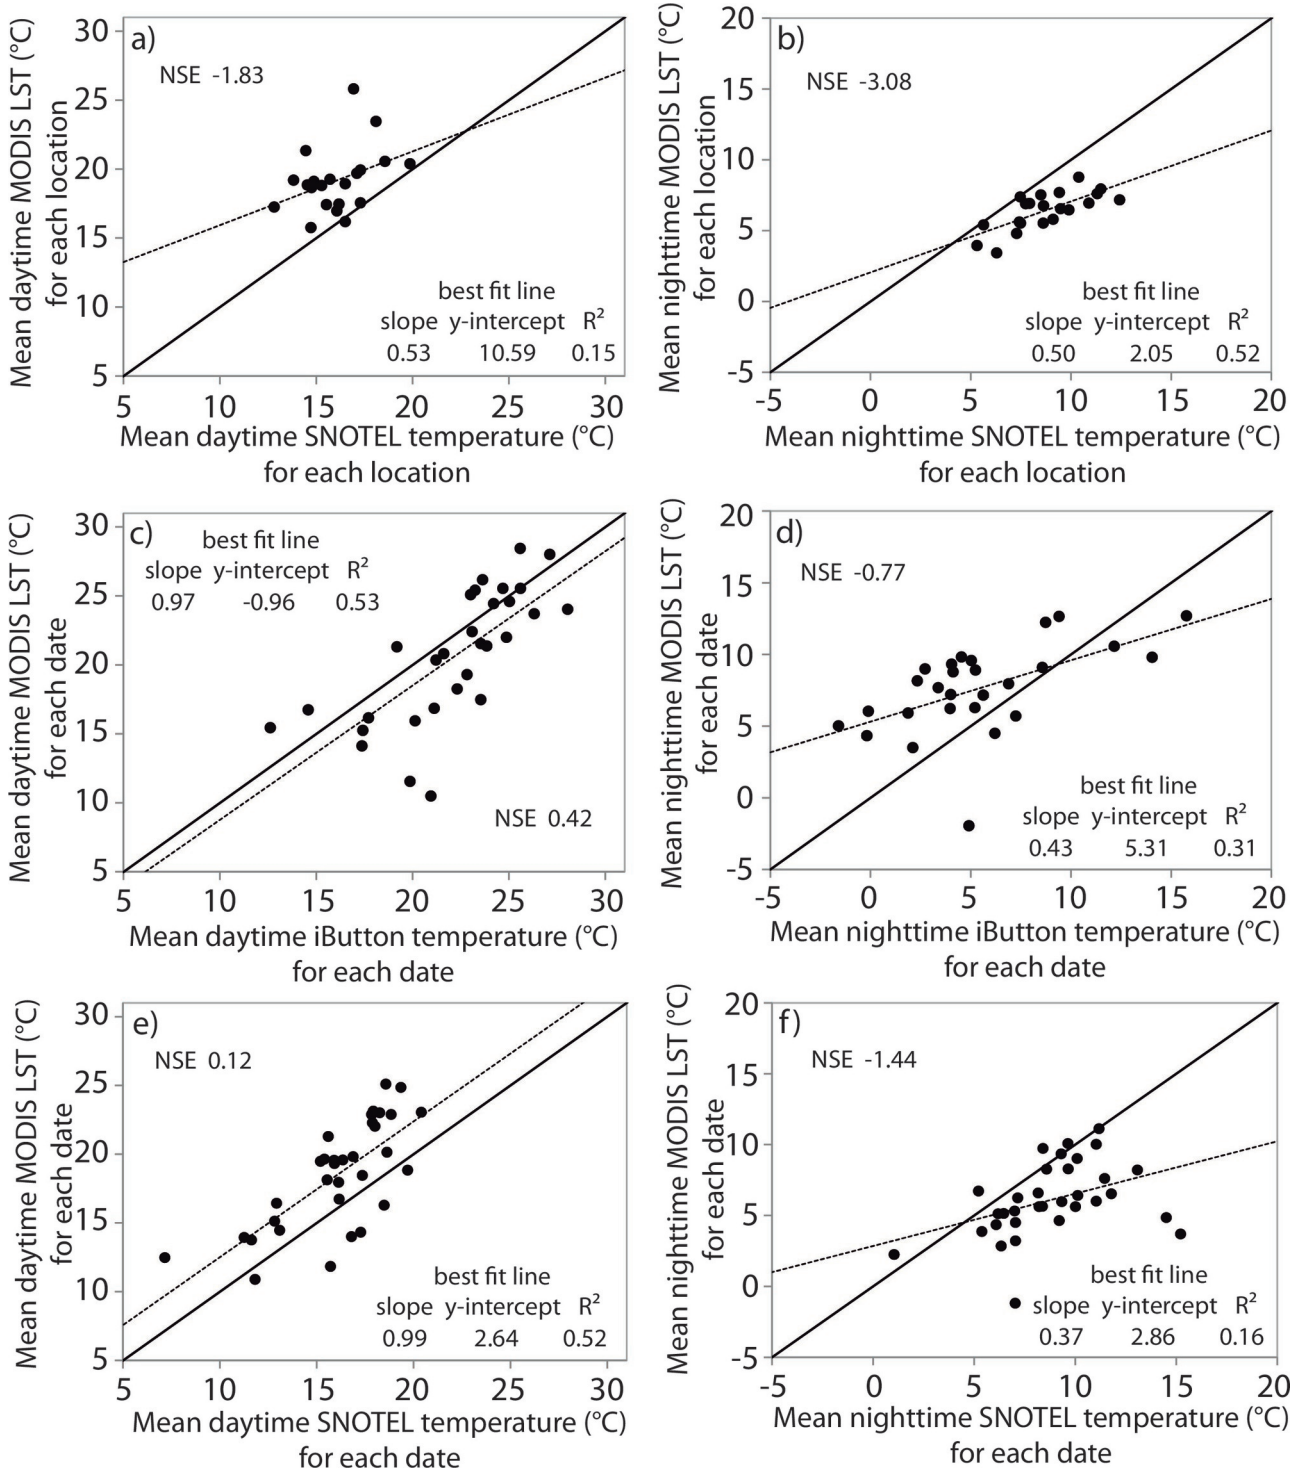 a)
NSE -1.83
Mean daytime MODIS LST (°C)
for each location
30
25
20
15
10
5
best fit line
slope y-intercept R²
0.53 10.59 0.15
5 10 15 20 25 30
Mean daytime SNOTEL temperature (°C)
for each location
b)
NSE -3.08
Mean nighttime MODIS LST (°C)
for each location
20
15
10
5
0
-5
best fit line
slope y-intercept R²
0.50 2.05 0.52
-5 0 5 10 15 20
Mean nighttime SNOTEL temperature (°C)
for each location
c)
best fit line
slope y-intercept R²
0.97 -0.96 0.53
Mean daytime MODIS LST (°C)
for each date
30
25
20
15
10
5
NSE 0.42
5 10 15 20 25 30
Mean daytime iButton temperature (°C)
for each date
d)
NSE -0.77
Mean nighttime MODIS LST (°C)
for each date
20
15
10
5
0
-5
best fit line
slope y-intercept R²
0.43 5.31 0.31
-5 0 5 10 15 20
Mean nighttime iButton temperature (°C)
for each date
e)
NSE 0.12
Mean daytime MODIS LST (°C)
for each date
30
25
20
15
10
5
best fit line
slope y-intercept R²
0.99 2.64 0.52
5 10 15 20 25 30
Mean daytime SNOTEL temperature (°C)
for each date
f)
NSE -1.44
Mean nighttime MODIS LST (°C)
for each date
20
15
10
5
0
-5
best fit line
slope y-intercept R²
0.37 2.86 0.16
-5 0 5 10 15 20
Mean nighttime SNOTEL temperature (°C)
for each date